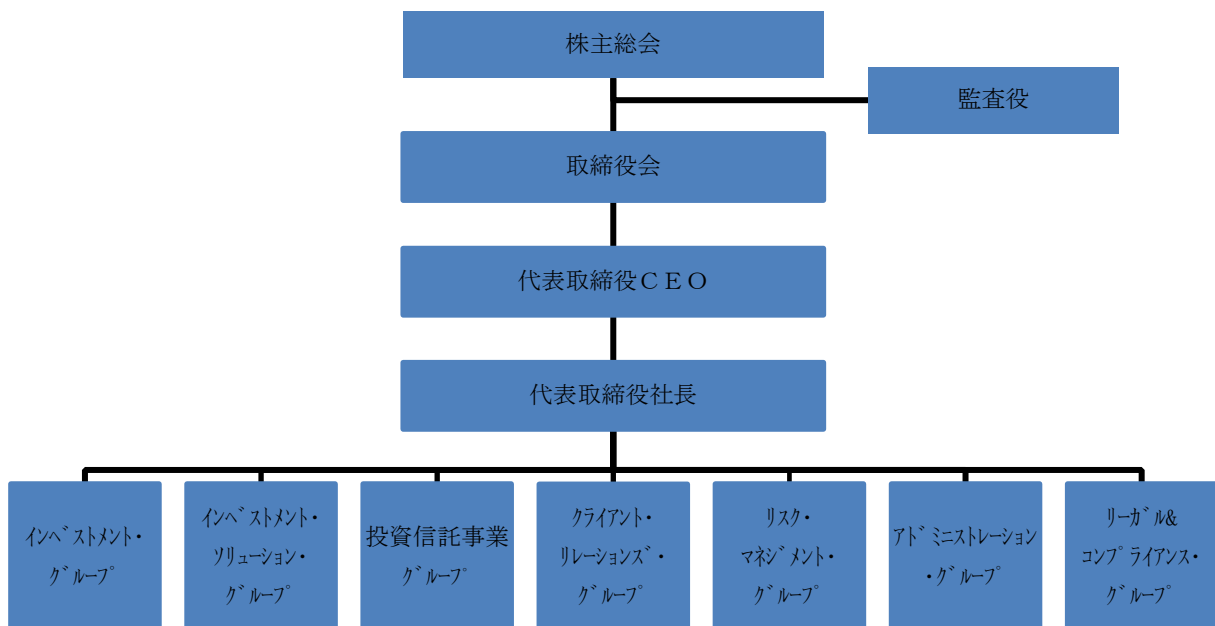 株主総会
監査役
取締役会
代表取締役ＣＥＯ
代表取締役社長
ｲﾝﾍﾞｽﾄﾒﾝﾄ・
ｸﾞﾙｰﾌﾟ
ｲﾝﾍﾞｽﾄﾒﾝﾄ・
ｿﾘｭｰｼｮﾝ・
ｸﾞﾙｰﾌﾟ
投資信託事業
ｸﾞﾙｰﾌﾟ
ｸﾗｲｱﾝﾄ・
ﾘﾚｰｼｮﾝｽﾞ・
ｸﾞﾙｰﾌﾟ
ﾘｽｸ・
ﾏﾈｼﾞﾒﾝﾄ・
ｸﾞﾙｰﾌﾟ
ｱﾄﾞﾐﾆｽﾄﾚｰｼｮﾝ
・ｸﾞﾙｰﾌﾟ
ﾘｰｶﾞﾙ&
ｺﾝﾌﾟﾗｲｱﾝｽ・
ｸﾞﾙｰﾌﾟ